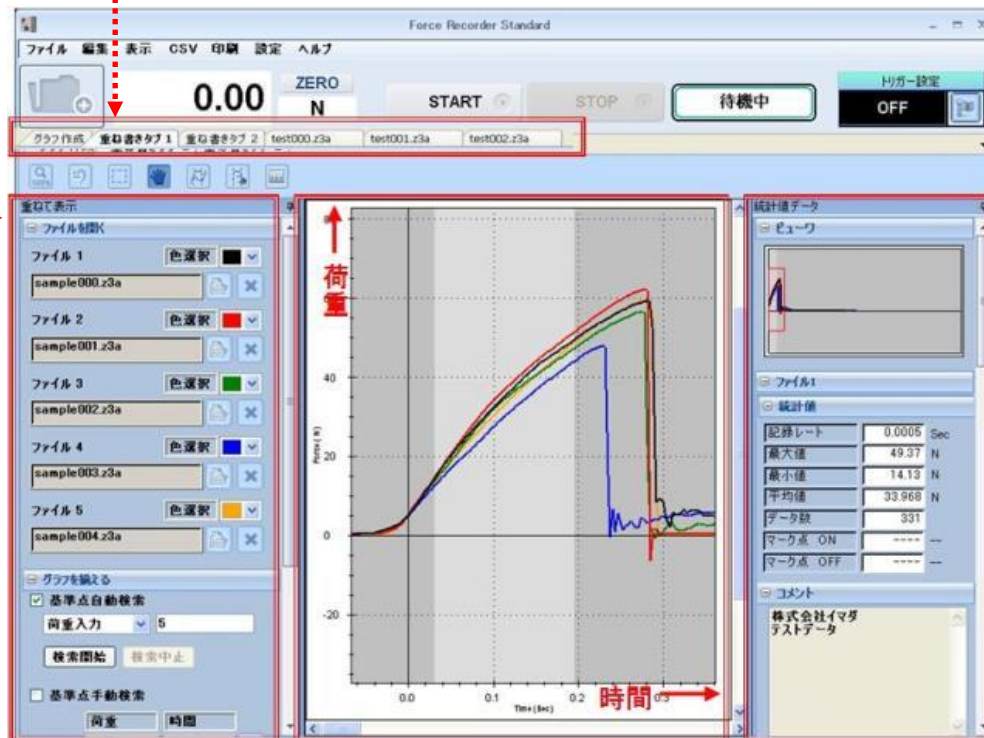 Force Recorder Standard
ファイル 編集 表示 CSV 印刷 設定 ヘルプ
0.00
ZERO
N
START
STOP
待機中
トリガー設定
OFF
グラフ作成 重ね書きタブ 1 重ね書きタブ 2 test000.z3a test001.z3a test002.z3a
重ねて表示
ファイルを開く
ファイル 1 色選択
sample000.z3a
ファイル 2 色選択
sample001.z3a
ファイル 3 色選択
sample002.z3a
ファイル 4 色選択
sample003.z3a
ファイル 5 色選択
sample004.z3a
グラフを揃える
基準点自動検索
荷重入力 5
検索開始 検索中止
基準点手動検索
荷重 時間
荷重
40
20
0
-20
Force (N)
0.0 0.1 0.2 0.3
Time (Sec)
時間
統計値データ
ビューワ
ファイル1
統計値
記録レート 0.0005 Sec
最大値 49.37 N
最小値 14.13 N
平均値 33.968 N
データ数 331
マーク点 ON ---- --
マーク点 OFF ---- --
コメント
株式会社イマダ
テストデータ